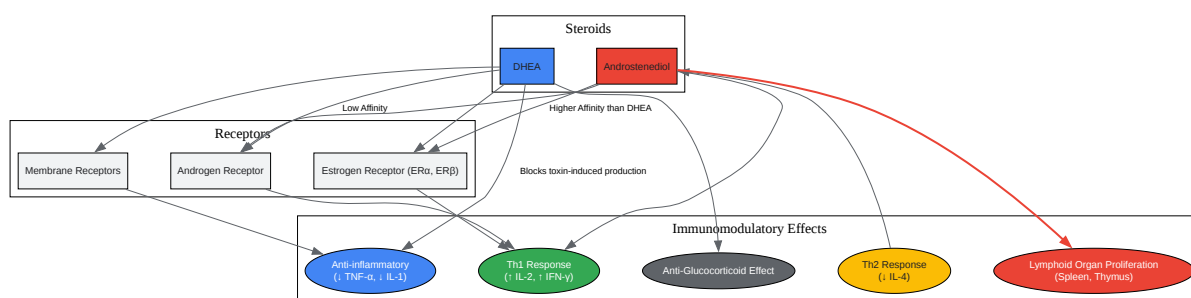 Steroids
DHEA
Androstenediol
Low Affinity
Higher Affinity than DHEA
Receptors
Membrane Receptors
Androgen Receptor
Estrogen Receptor (ERα, ERβ)
Blocks toxin-induced production
Immunomodulatory Effects
Anti-inflammatory
(↓ TNF-α, ↓ IL-1)
Th1 Response
(↑ IL-2, ↑ IFN-γ)
Anti-Glucocorticoid Effect
Th2 Response
(↓ IL-4)
Lymphoid Organ Proliferation
(Spleen, Thymus)